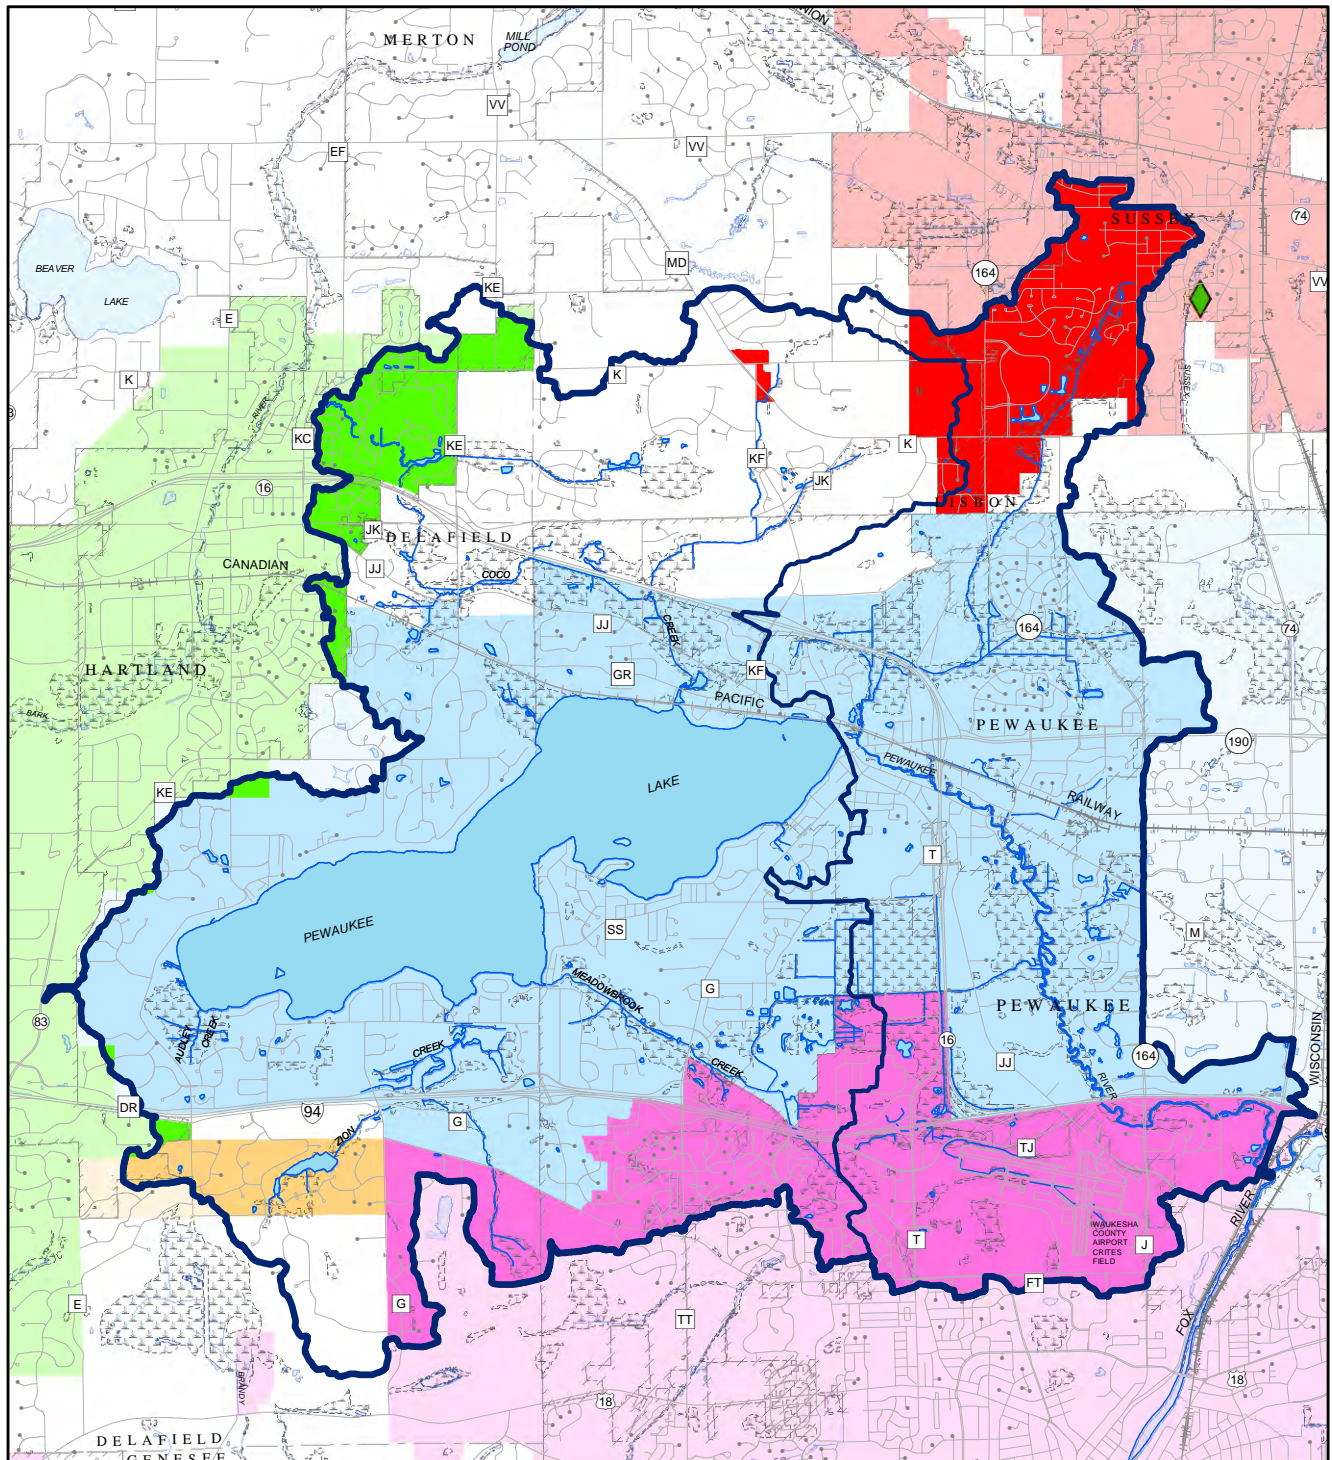 NION
MERTON
MILL
POND
VV
EF
VV
74
SUSSEX
BEAVER
LAKE
MD
164
KE
VV
E
K
K
SUSSEX
RIVER
KC
KE
K
KF
JK
16
LISBON
JK
DELAFIELD
CANADIAN
JJ
COCO
JJ
CREEK
164
74
HARTLAND
GR
KF
PACIFIC
BARK
PEWAUKEE
190
PEWAUKEE
LAKE
KE
RAILWAY
T
PEWAUKEE
SS
M
MEADOWBROOK
G
PEWAUKEE
83
AUDLEY
CREEK
CREEK
CREEK
16
JJ
164
WISCONSIN
RIVER
DR
94
G
ZION
TJ
RIVER
WAUKESHA
COUNTY
AIRPORT
CRITES
FIELD
T
J
FT
E
G
TT
FOX
BRANDY
18
18
DELAFIELD
GENESEE